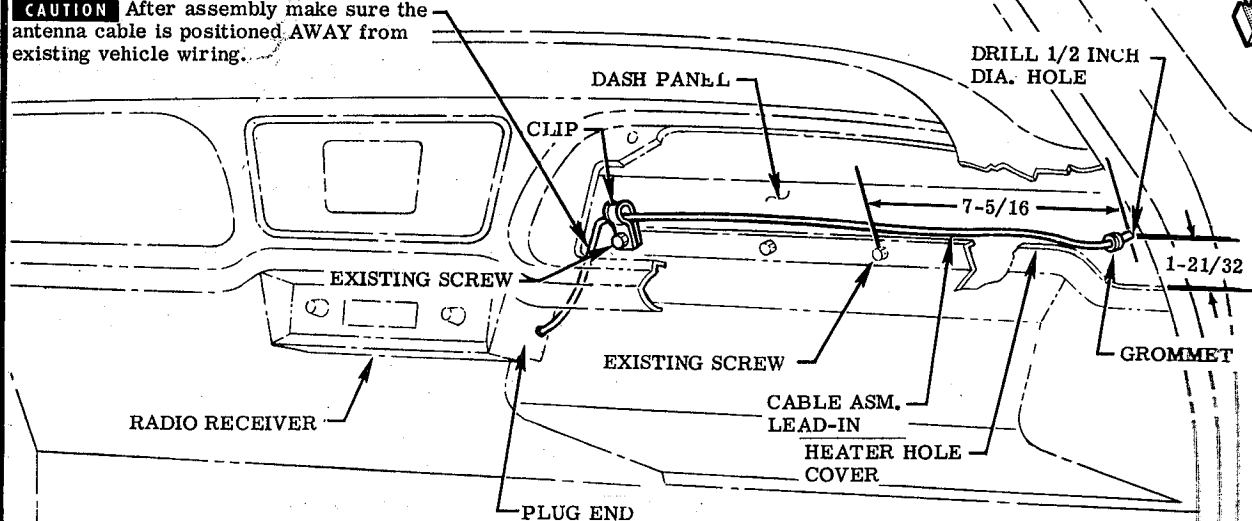 CAUTION After assembly make sure the
antenna cable is positioned AWAY from
existing vehicle wiring.
DRILL 1/2 INCH
DIA. HOLE
DASH PANEL
CLIP
7-5/16
1-21/32
EXISTING SCREW
EXISTING SCREW
GROMMET
CABLE ASM.
LEAD-IN
RADIO RECEIVER
HEATER HOLE
COVER
PLUG END